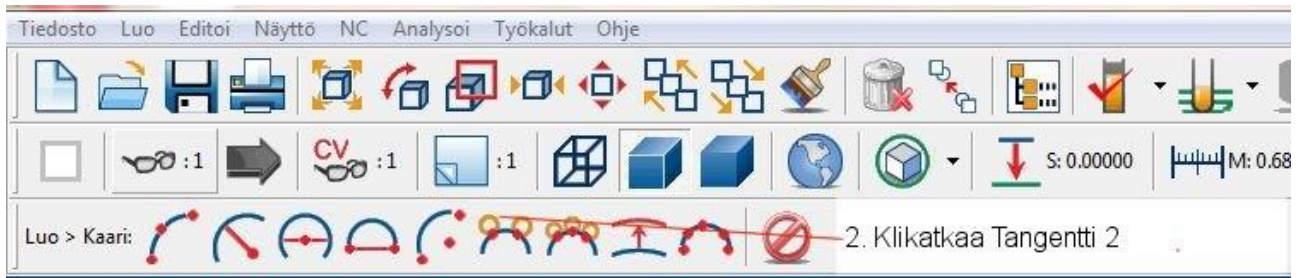 Tiedosto Luo Editoi Näyttö NC Analysoi Työkalut Ohje
:1 CV :1 :1 S: 0.00000 M: 0.68
Luo > Kaari: 2. Klikatkaa Tangentti 2